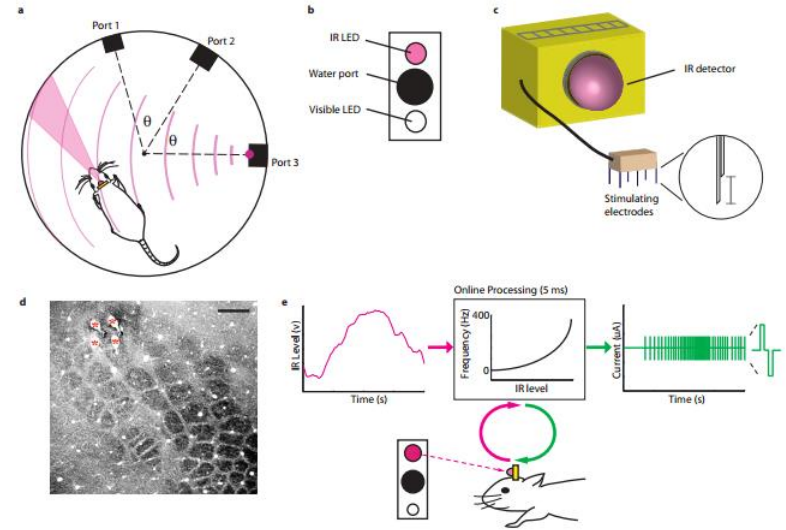 a
Port 1
Port 2
θ
θ
Port 3
b
IR LED
Water port
Visible LED
c
IR detector
Stimulating
electrodes
d
*
*
*
*
e
IR Level (v)
Time (s)
Online Processing (5 ms)
Frequency (Hz)
400
0
IR level
Current (uA)
Time (s)